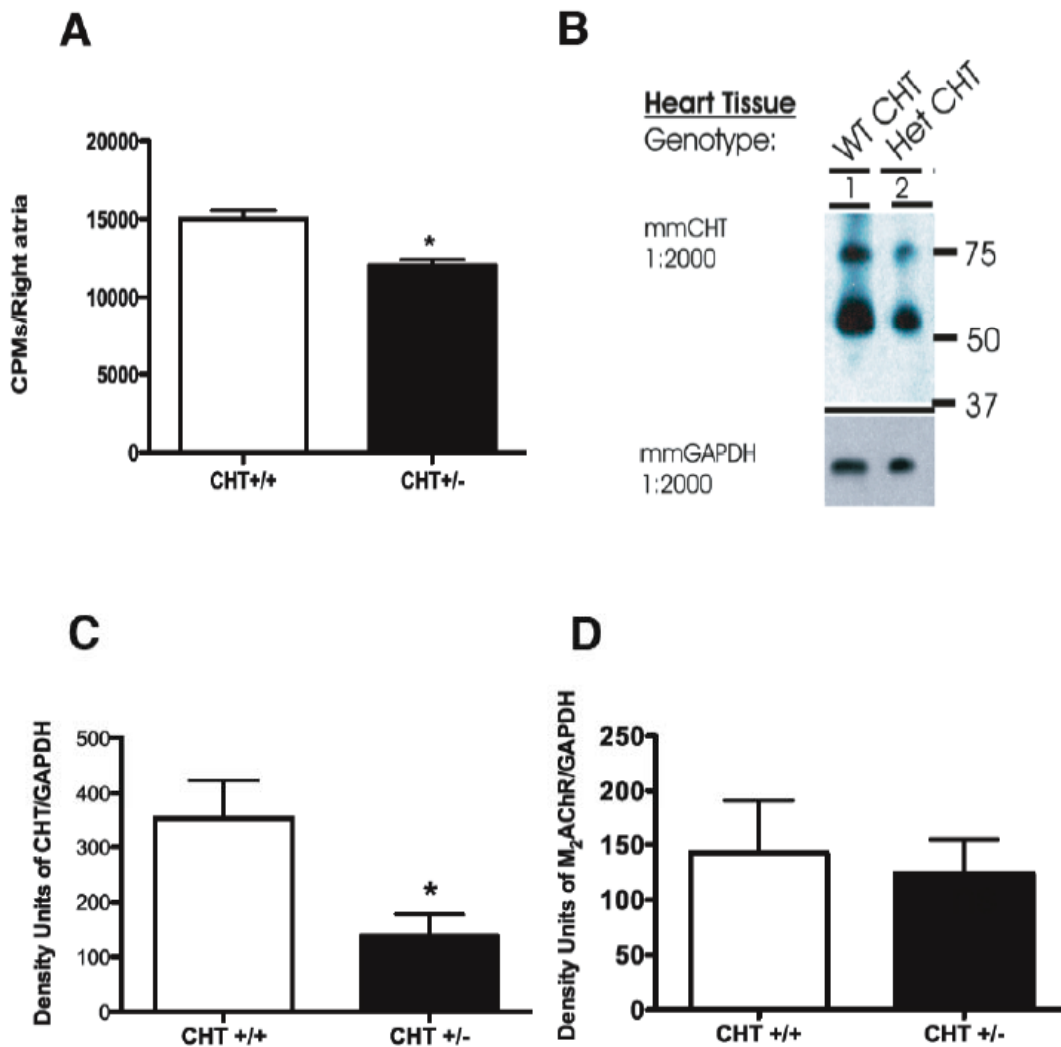 A
CPMs/Right atria
20000
15000
10000
5000
0
CHT+/+
CHT+/-
*
B
Heart Tissue
Genotype:
WT CHT
Het CHT
1
2
mmCHT
1:2000
75
50
37
mmGAPDH
1:2000
C
Density Units of CHT/GAPDH
500
400
300
200
100
0
*
CHT +/+
CHT +/-
D
Density Units of M₂AChR/GAPDH
250
200
150
100
50
0
CHT +/+
CHT +/-